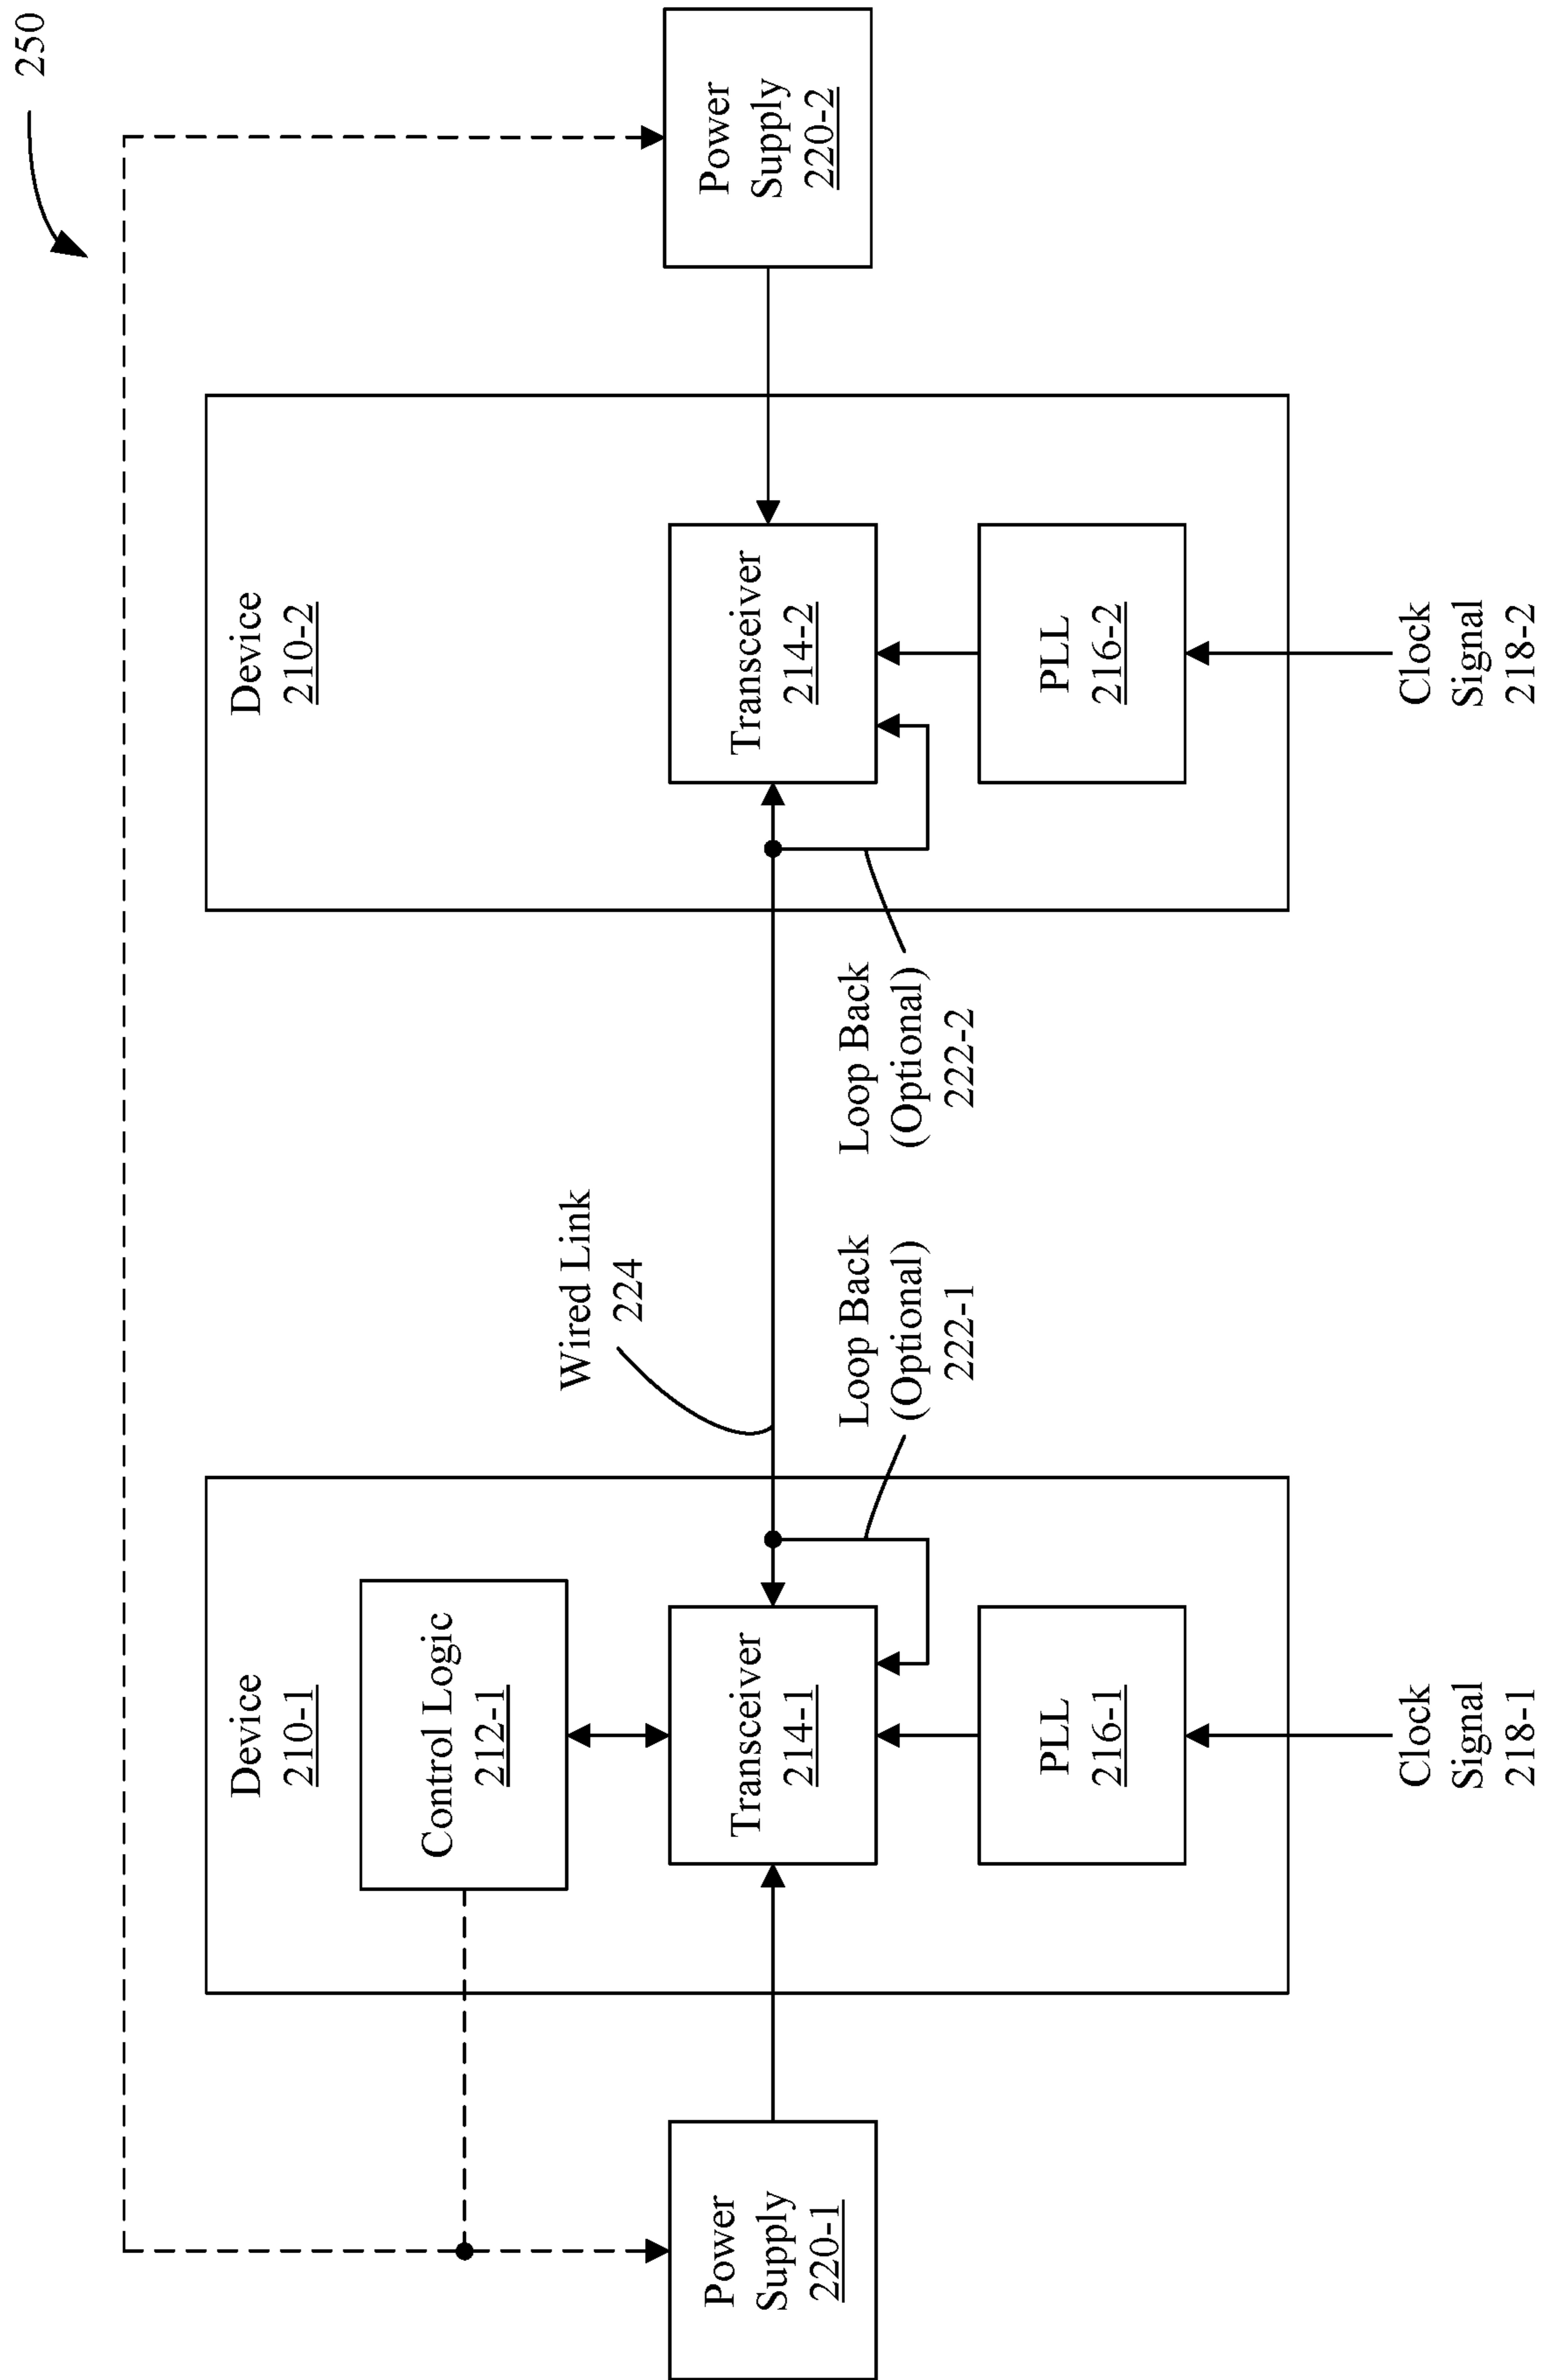 250
Device
210-1
Control Logic
212-1
Power
Supply
220-1
Transceiver
214-1
PLL
216-1
Clock
Signal
218-1
Wired Link
224
Loop Back
(Optional)
222-1
Loop Back
(Optional)
222-2
Device
210-2
Transceiver
214-2
PLL
216-2
Clock
Signal
218-2
Power
Supply
220-2